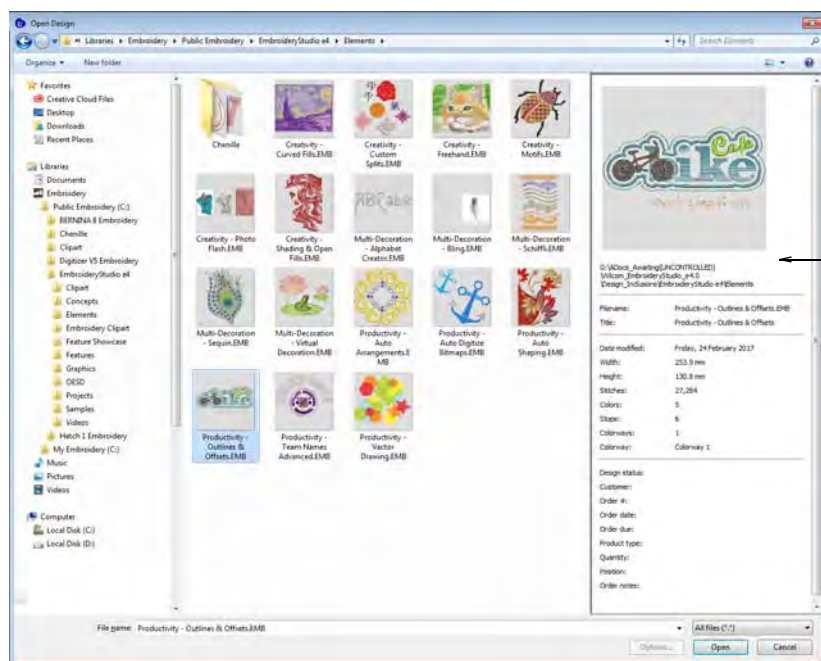 Open Design
Libraries ▸ Embroidery ▸ Public Embroidery ▸ EmbroideryStudio e4 ▸ Elements ▸
Search Elements
Organize
New folder
Favorites
Creative Cloud Files
Desktop
Downloads
Recent Places
Libraries
Documents
Embroidery
Public Embroidery (C:)
BERNINA 8 Embroidery
Chenille
Clipart
Digitizer V5 Embroidery
EmbroideryStudio e4
Clipart
Concepts
Elements
Embroidery Clipart
Feature Showcase
Features
Graphics
OESD
Projects
Samples
Videos
Hatch 1 Embroidery
My Embroidery (C:)
Music
Pictures
Videos
Computer
Local Disk (C:)
Local Disk (D:)
Chenille
Creativity -
Curved Fills.EMB
Creativity -
Custom
Splits.EMB
Creativity -
Freehand.EMB
Creativity -
Motifs.EMB
Creativity - Photo
Flash.EMB
Creativity -
Shading & Open
Fills.EMB
Multi-Decoration
- Alphabet
Creator.EMB
Multi-Decoration
- Bling.EMB
Multi-Decoration
- Schiffli.EMB
Multi-Decoration
- Sequin.EMB
Multi-Decoration
- Virtual
Decoration.EMB
Productivity -
Auto
Arrangements.E
MB
Productivity -
Auto Digitize
Bitmaps.EMB
Productivity -
Auto
Shaping.EMB
Productivity -
Outlines &
Offsets.EMB
Productivity -
Team Names
Advanced.EMB
Productivity -
Vector
Drawing.EMB
Bike
Cafe
G:\ADocs_Awaiting(UNCONTROLLED)
\Wilcom_EmbroideryStudio_e4.0
\Design_Inclusions\EmbroideryStudio e4\Elements
Filename: Productivity - Outlines & Offsets.EMB
Title: Productivity - Outlines & Offsets
Date modified: Friday, 24 February 2017
Width: 253.9 mm
Height: 130.8 mm
Stitches: 27,284
Colors: 5
Stops: 6
Colorways: 1
Colorway: Colorway 1
Design status:
Customer:
Order #:
Order date:
Order due:
Product type:
Quantity:
Position:
Order notes:
File name: Productivity - Outlines & Offsets.EMB
All files (*.*)
Options...
Open
Cancel